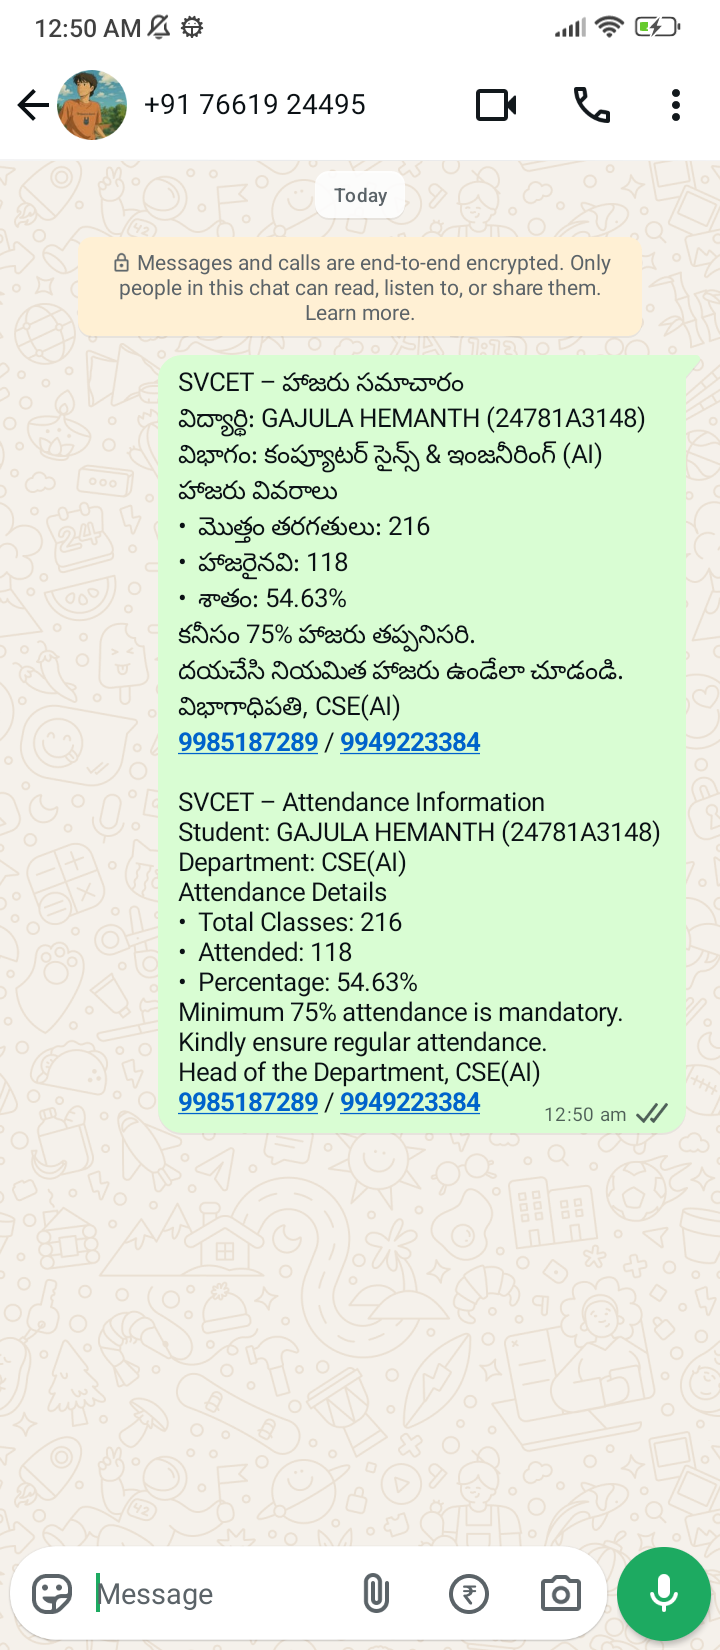 12:50 AM
+91 76619 24495
Today
Messages and calls are end-to-end encrypted. Only
people in this chat can read, listen to, or share them.
Learn more.
SVCET – హాజరు సమాచారం
విద్యార్థి: GAJULA HEMANTH (24781A3148)
విభాగం: కంప్యూటర్ సైన్స్ & ఇంజనీరింగ్ (AI)
హాజరు వివరాలు
• మొత్తం తరగతులు: 216
• హాజరైనవి: 118
• శాతం: 54.63%
కనీసం 75% హాజరు తప్పనిసరి.
దయచేసి నియమిత హాజరు ఉండేలా చూడండి.
విభాగాధిపతి, CSE(AI)
9985187289 / 9949223384
SVCET – Attendance Information
Student: GAJULA HEMANTH (24781A3148)
Department: CSE(AI)
Attendance Details
• Total Classes: 216
• Attended: 118
• Percentage: 54.63%
Minimum 75% attendance is mandatory.
Kindly ensure regular attendance.
Head of the Department, CSE(AI)
9985187289 / 9949223384
12:50 am
Message